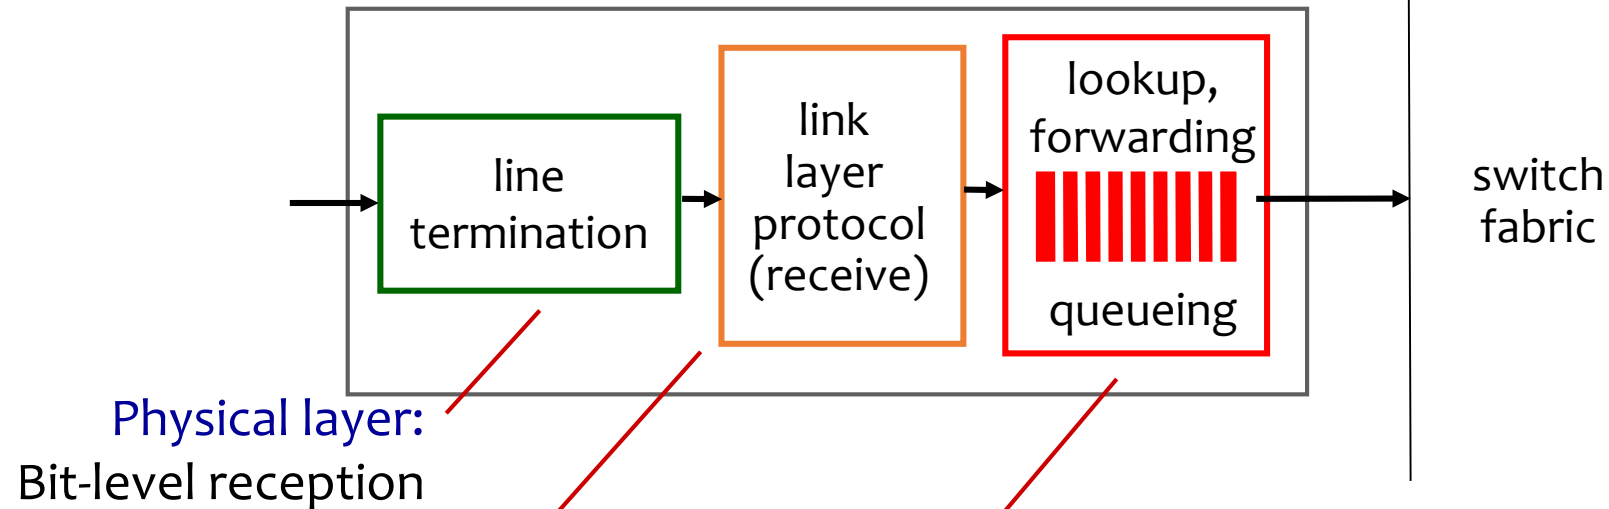 line
termination
link
layer
protocol
(receive)
lookup,
forwarding
queueing
switch
fabric
Physical layer:
Bit-level reception